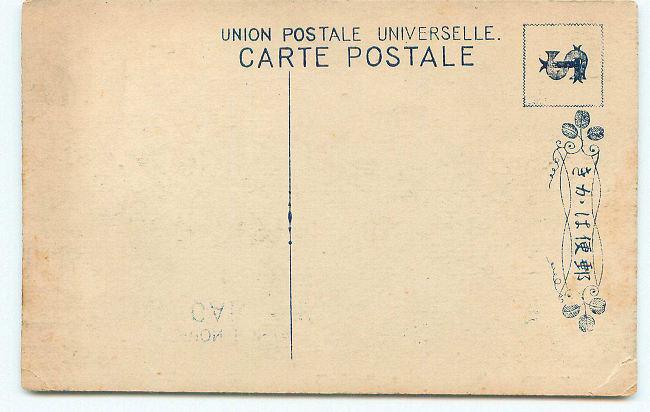 UNION POSTALE UNIVERSELLE.
CARTE POSTALE
郵便はかき